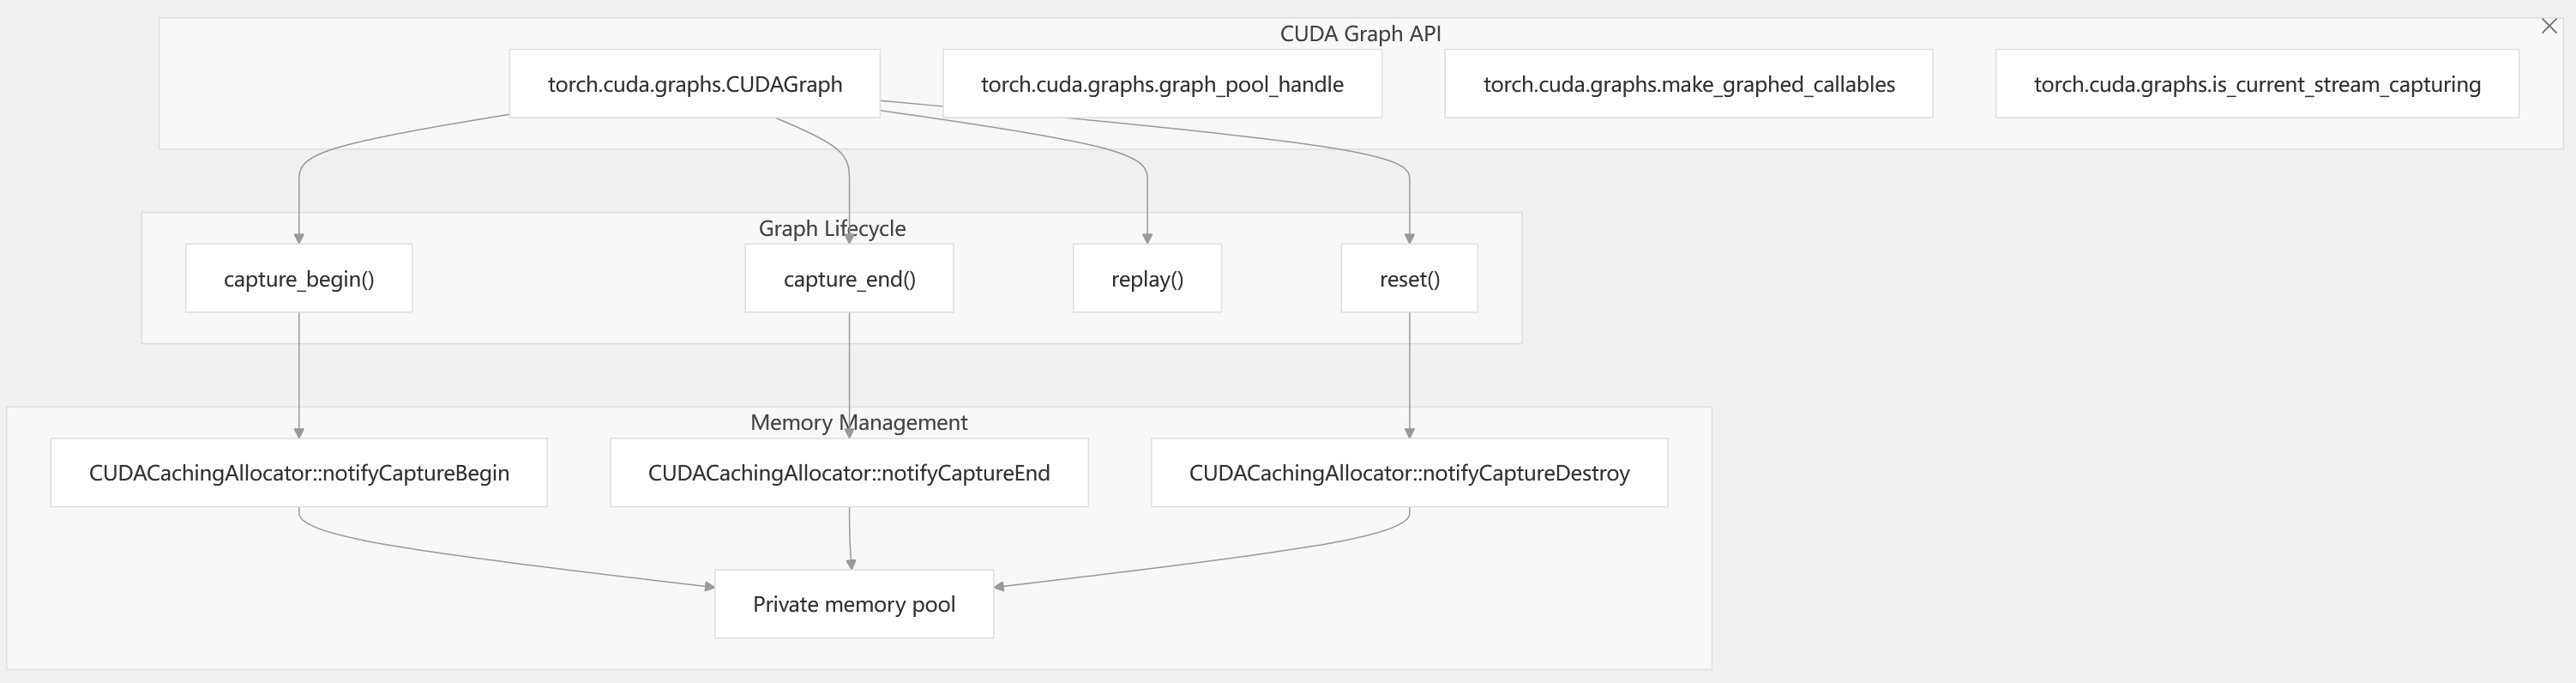 CUDA Graph API
torch.cuda.graphs.CUDAGraph
torch.cuda.graphs.graph_pool_handle
torch.cuda.graphs.make_graphed_callables
torch.cuda.graphs.is_current_stream_capturing
Graph Lifecycle
capture_begin()
capture_end()
replay()
reset()
Memory Management
CUDACachingAllocator::notifyCaptureBegin
CUDACachingAllocator::notifyCaptureEnd
CUDACachingAllocator::notifyCaptureDestroy
Private memory pool